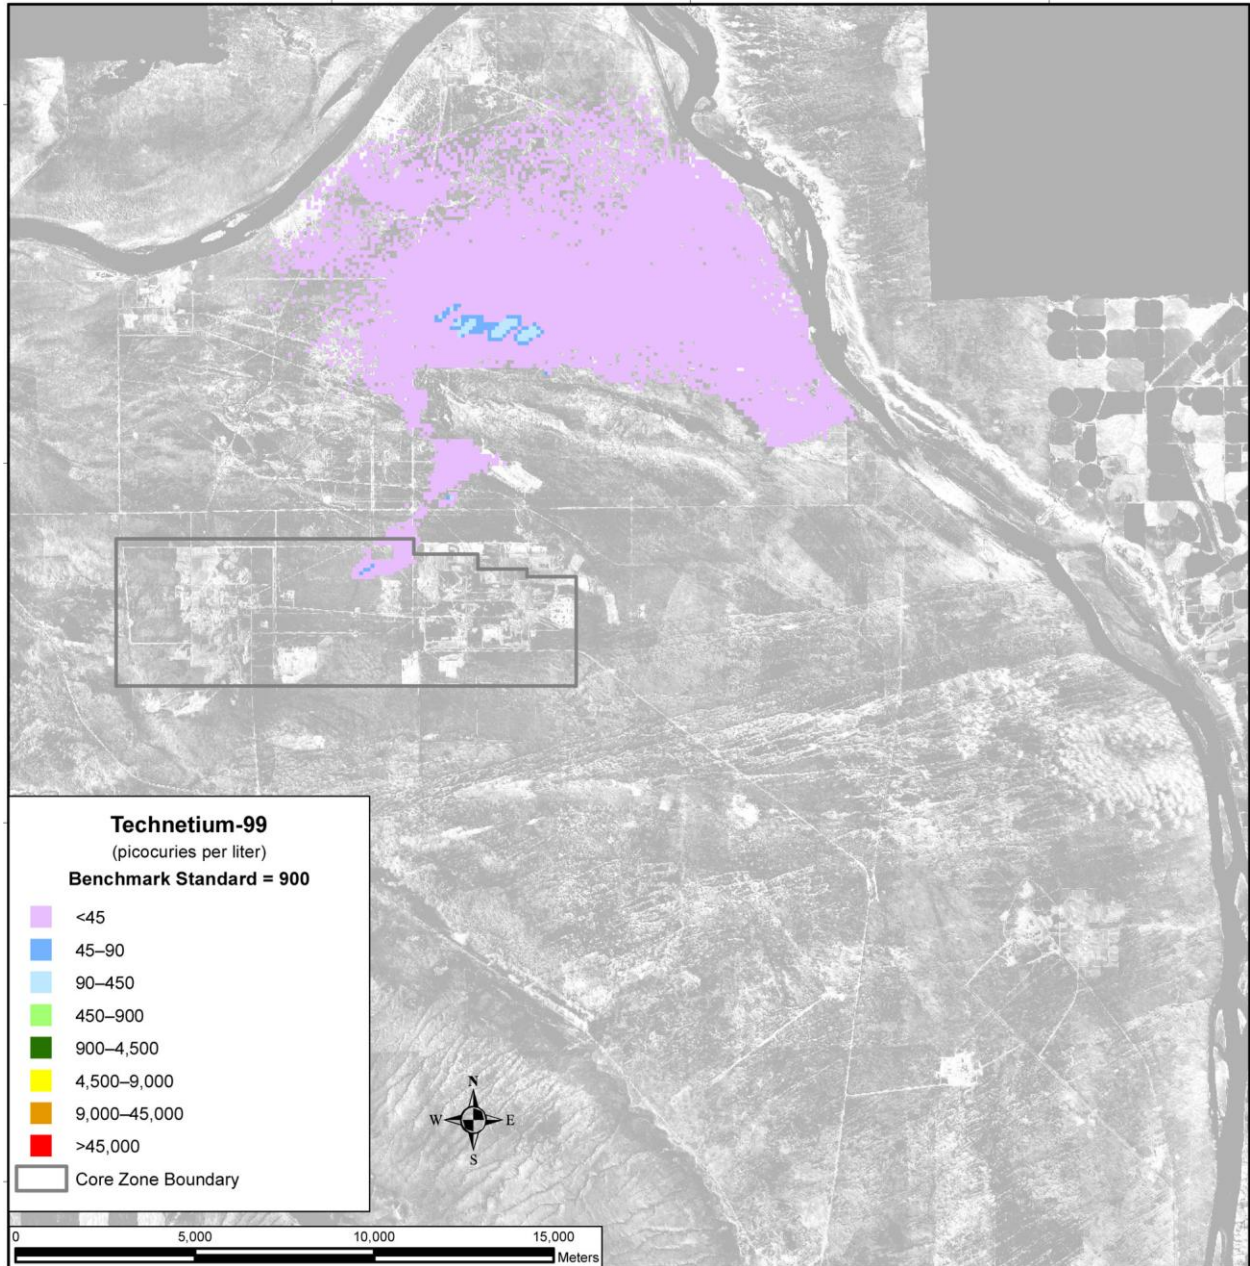 Technetium-99
(picocuries per liter)
Benchmark Standard = 900
<45
45–90
90–450
450–900
900–4,500
4,500–9,000
9,000–45,000
>45,000
Core Zone Boundary
N
W E
S
0 5,000 10,000 15,000
Meters